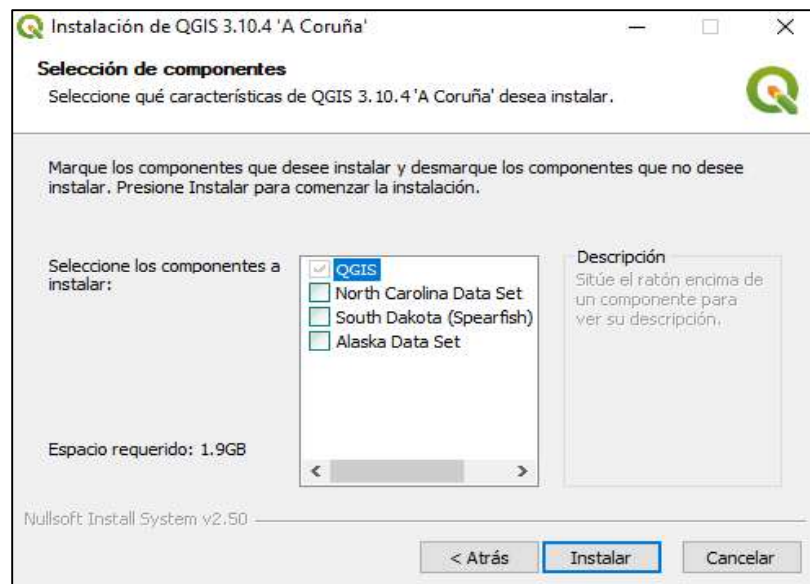 Instalación de QGIS 3.10.4 'A Coruña'
Selección de componentes
Seleccione qué características de QGIS 3.10.4 'A Coruña' desea instalar.
Marque los componentes que desee instalar y desmarque los componentes que no desee
instalar. Presione Instalar para comenzar la instalación.
Seleccione los componentes a
instalar:
QGIS
North Carolina Data Set
South Dakota (Spearfish)
Alaska Data Set
Descripción
Sitúe el ratón encima de
un componente para
ver su descripción.
Espacio requerido: 1.9GB
Nullsoft Install System v2.50
< Atrás
Instalar
Cancelar